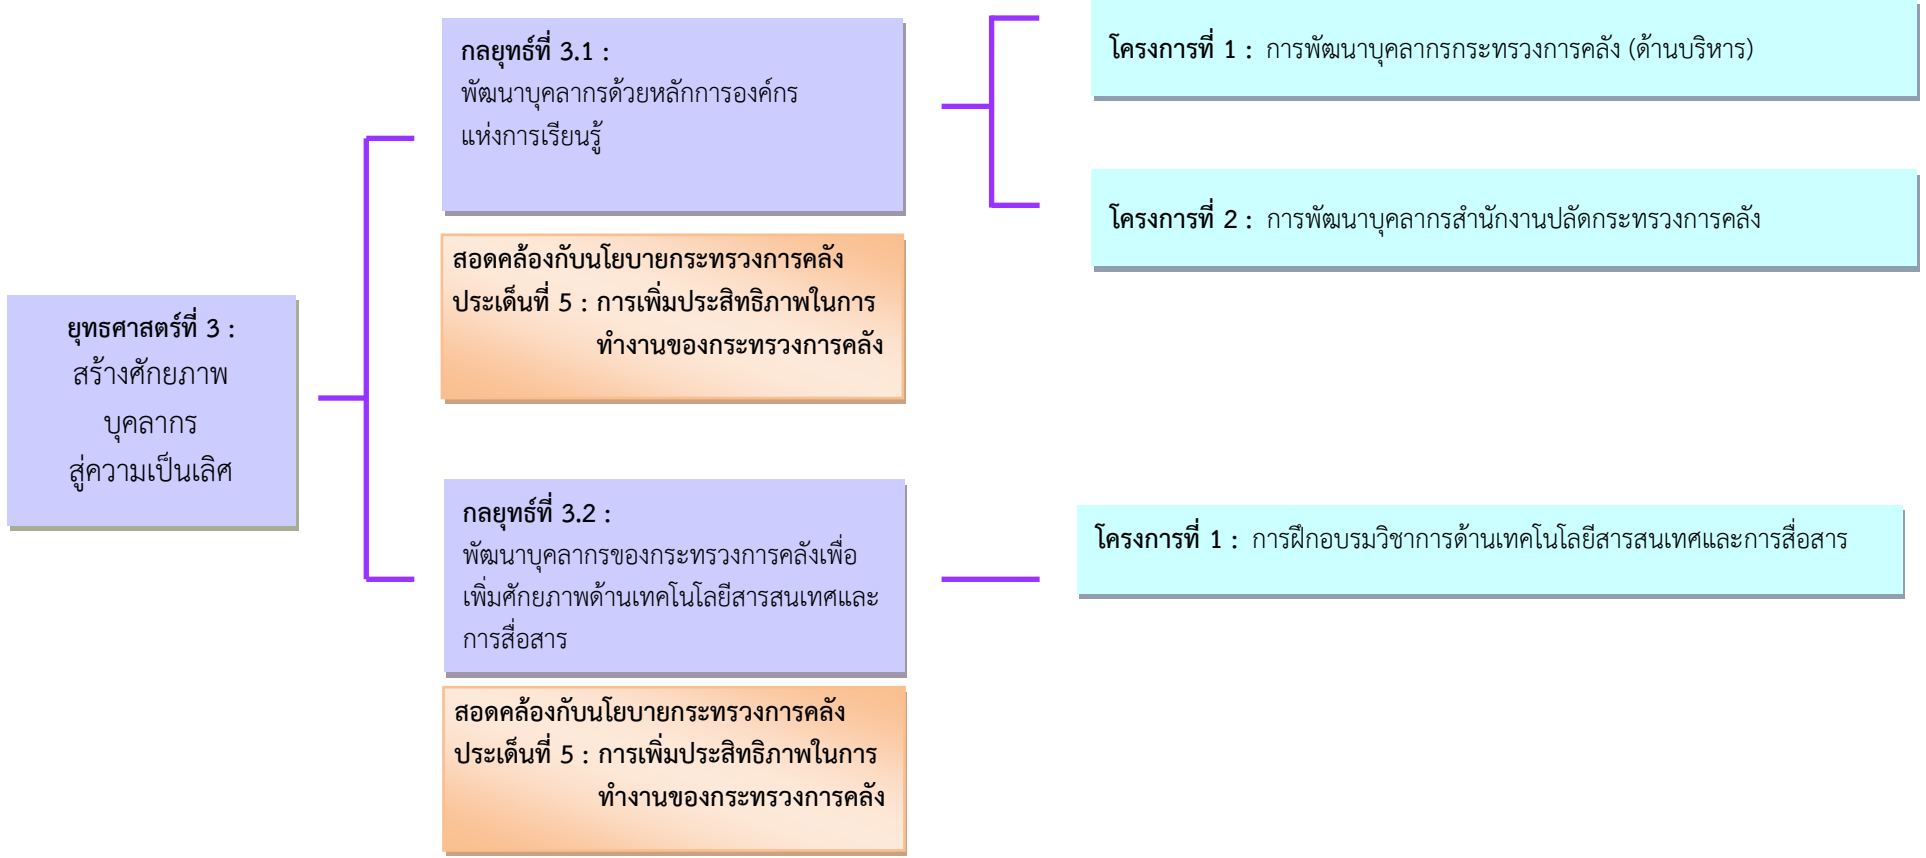 ยุทธศาสตร์ที่ 3 :
สร้างศักยภาพ
บุคลากร
สู่ความเป็นเลิศ
กลยุทธ์ที่ 3.1 :
พัฒนาบุคลากรด้วยหลักการองค์กร
แห่งการเรียนรู้
สอดคล้องกับนโยบายกระทรวงการคลัง
ประเด็นที่ 5 : การเพิ่มประสิทธิภาพในการ
ทำงานของกระทรวงการคลัง
โครงการที่ 1 : การพัฒนาบุคลากรกระทรวงการคลัง (ด้านบริหาร)
โครงการที่ 2 : การพัฒนาบุคลากรสำนักงานปลัดกระทรวงการคลัง
กลยุทธ์ที่ 3.2 :
พัฒนาบุคลากรของกระทรวงการคลังเพื่อ
เพิ่มศักยภาพด้านเทคโนโลยีสารสนเทศและ
การสื่อสาร
สอดคล้องกับนโยบายกระทรวงการคลัง
ประเด็นที่ 5 : การเพิ่มประสิทธิภาพในการ
ทำงานของกระทรวงการคลัง
โครงการที่ 1 : การฝึกอบรมวิชาการด้านเทคโนโลยีสารสนเทศและการสื่อสาร